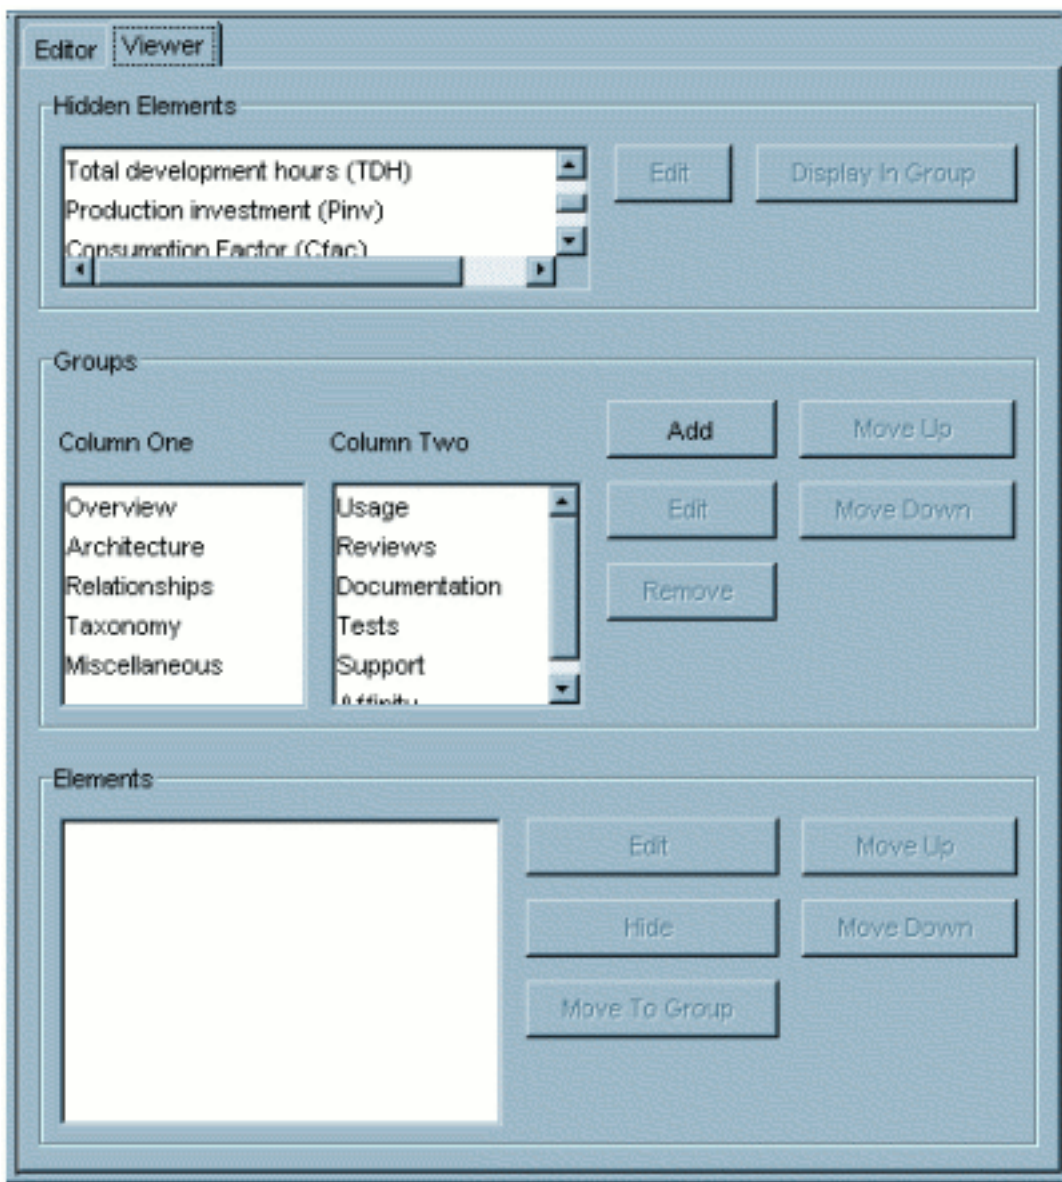 Editor Viewer
Hidden Elements
Total development hours (TDH)
Production investment (Pinv)
Consumption Factor (Cfac)
Edit Display In Group
Groups
Column One Column Two
Overview
Architecture
Relationships
Taxonomy
Miscellaneous
Usage
Reviews
Documentation
Tests
Support
Affinity
Add Move Up
Edit Move Down
Remove
Elements
Edit Move Up
Hide Move Down
Move To Group